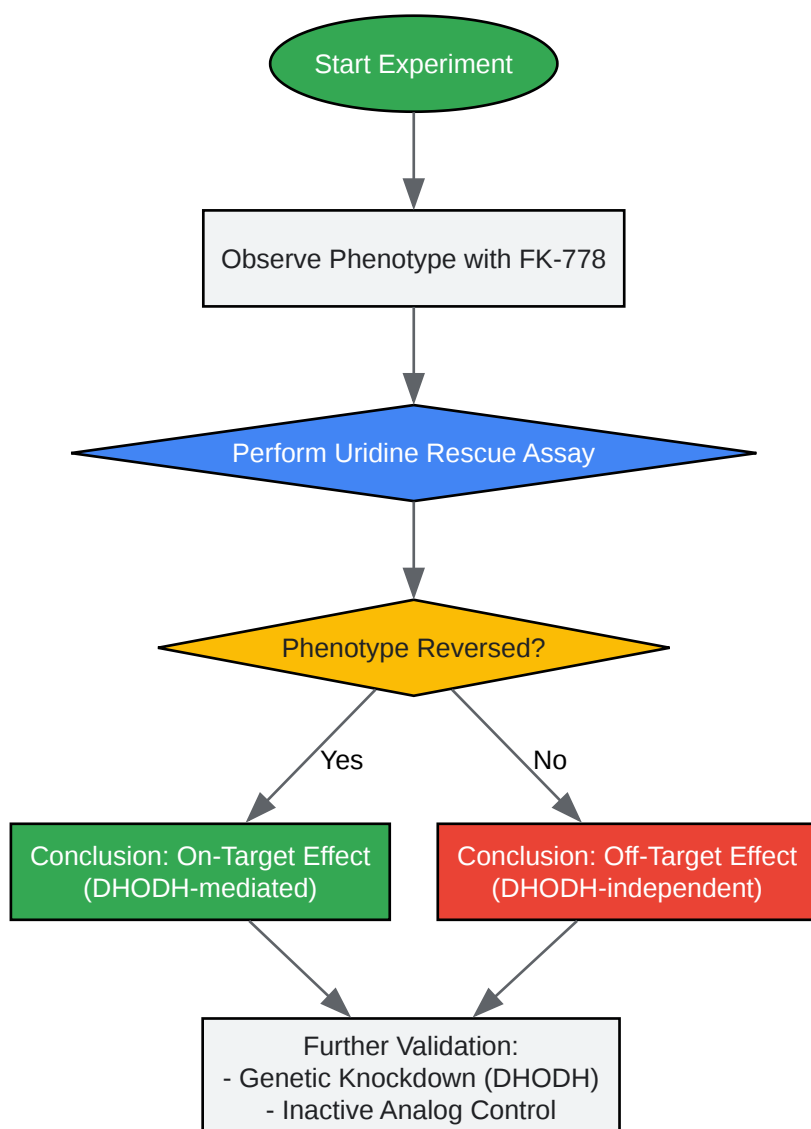 Start Experiment
Observe Phenotype with FK-778
Perform Uridine Rescue Assay
Phenotype Reversed?
Yes
No
Conclusion: On-Target Effect
(DHODH-mediated)
Conclusion: Off-Target Effect
(DHODH-independent)
Further Validation:
- Genetic Knockdown (DHODH)
- Inactive Analog Control